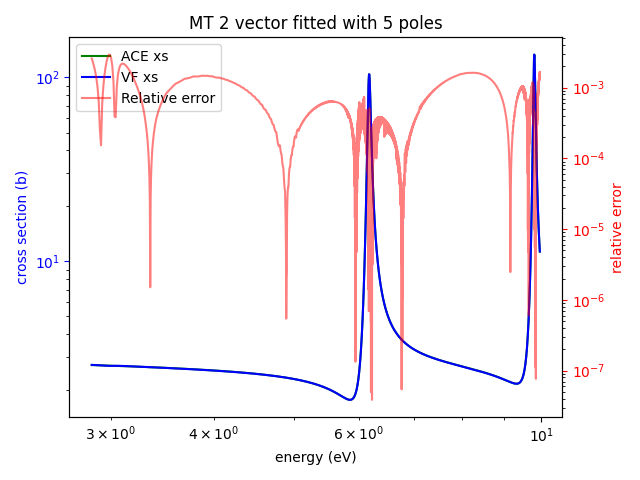 MT 2 vector fitted with 5 poles
ACE xs
VF xs
Relative error
10²
10¹
cross section (b)
10⁻³
10⁻⁴
10⁻⁵
10⁻⁶
10⁻⁷
relative error
3 × 10⁰
4 × 10⁰
6 × 10⁰
10¹
energy (eV)